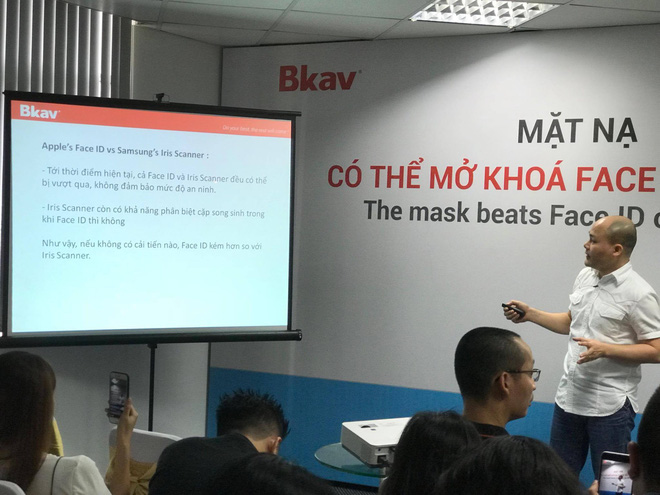 Bkav®
Apple's Face ID vs Samsung's Iris Scanner :
- Tới thời điểm hiện tại, cả Face ID và Iris Scanner đều có thể
bị vượt qua, không đảm bảo mức độ an ninh.
- Iris Scanner còn có khả năng phân biệt cặp song sinh trong
khi Face ID thì không
Như vậy, nếu không có cải tiến nào, Face ID kém hơn so với
Iris Scanner.
Bkav®
MẶT NẠ
CÓ THỂ MỞ KHOÁ FACE
The mask beats Face ID